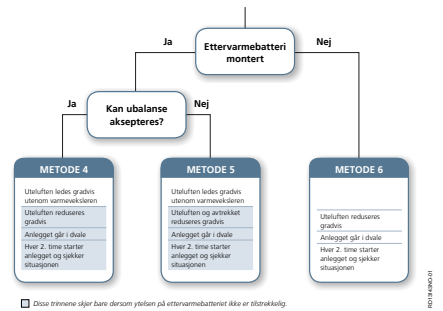 Ja
Ettervarmebatteri
montert
Nej
Ja
Kan ubalanse
aksepteres?
Nej
METODE 4
Uteluften ledes gradvis
utenom varmeveksleren
Uteluften reduseres
gradvis
Anlegget går i dvale
Hver 2. time starter
anlegget og sjekker
situasjonen
METODE 5
Uteluften ledes gradvis
utenom varmeveksleren
Uteluften og avtrekket
reduseres gradvis
Anlegget går i dvale
Hver 2. time starter
anlegget og sjekker
situasjonen
METODE 6
Uteluften reduseres
gradvis
Anlegget går i dvale
Hver 2. time starter
anlegget og sjekker
situasjonen
Disse trinnene skjer bare dersom ytelsen på ettervarmebatteriet ikke er tilstrekkelig.